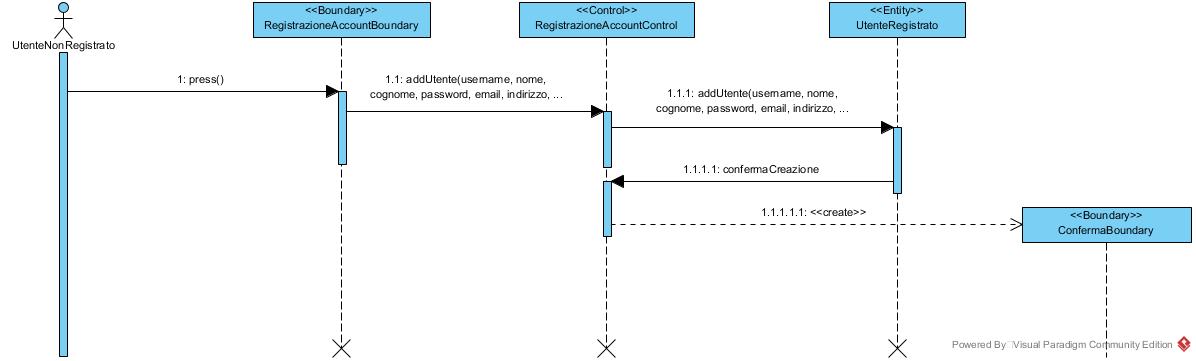 <<Boundary>>
RegistrazioneAccountBoundary
<<Control>>
RegistrazioneAccountControl
<<Entity>>
UtenteRegistrato
UtenteNonRegistrato
1: press()
1.1: addUtente(username, nome,
cognome, password, email, indirizzo, ...
1.1.1: addUtente(username, nome,
cognome, password, email, indirizzo, ...
1.1.1.1: confermaCreazione
1.1.1.1.1: <<create>>
<<Boundary>>
ConfermaBoundary
Powered By Visual Paradigm Community Edition